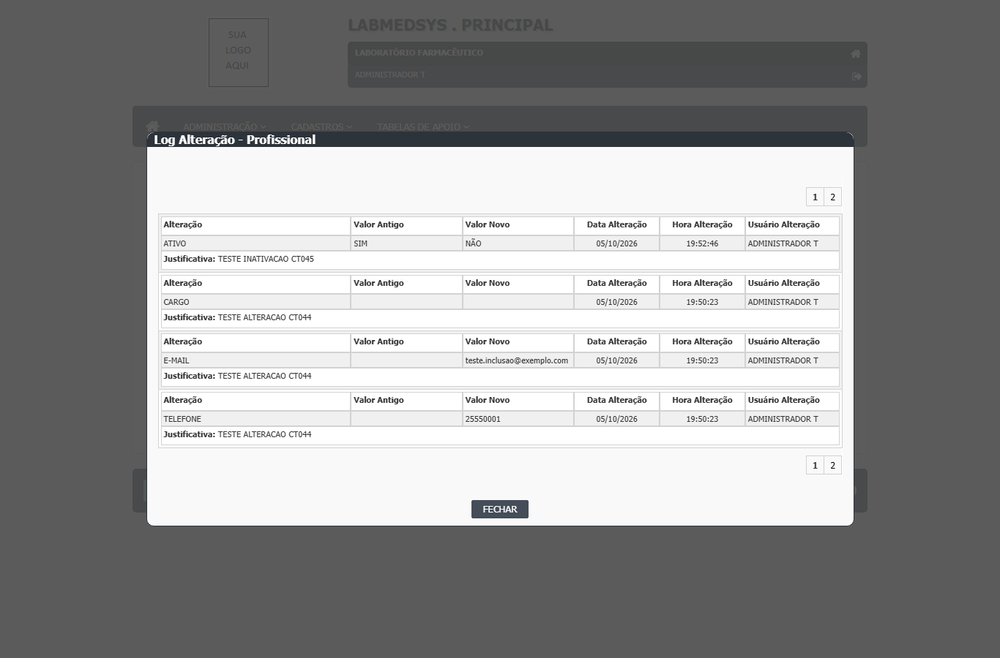 SUA
LOGO
AQUI
LABMEDSYS . PRINCIPAL
LABORATÓRIO FARMACÊUTICO
ADMINISTRADOR T
ADMINISTRAÇÃO CADASTROS TABELAS DE APOIO
Log Alteração - Profissional
1 2
Alteração Valor Antigo Valor Novo Data Alteração Hora Alteração Usuário Alteração
ATIVO SIM NÃO 05/10/2026 19:52:46 ADMINISTRADOR T
Justificativa: TESTE INATIVACAO CT045
Alteração Valor Antigo Valor Novo Data Alteração Hora Alteração Usuário Alteração
CARGO 05/10/2026 19:50:23 ADMINISTRADOR T
Justificativa: TESTE ALTERACAO CT044
Alteração Valor Antigo Valor Novo Data Alteração Hora Alteração Usuário Alteração
E-MAIL teste.inclusao@exemplo.com 05/10/2026 19:50:23 ADMINISTRADOR T
Justificativa: TESTE ALTERACAO CT044
Alteração Valor Antigo Valor Novo Data Alteração Hora Alteração Usuário Alteração
TELEFONE 25550001 05/10/2026 19:50:23 ADMINISTRADOR T
Justificativa: TESTE ALTERACAO CT044
1 2
FECHAR